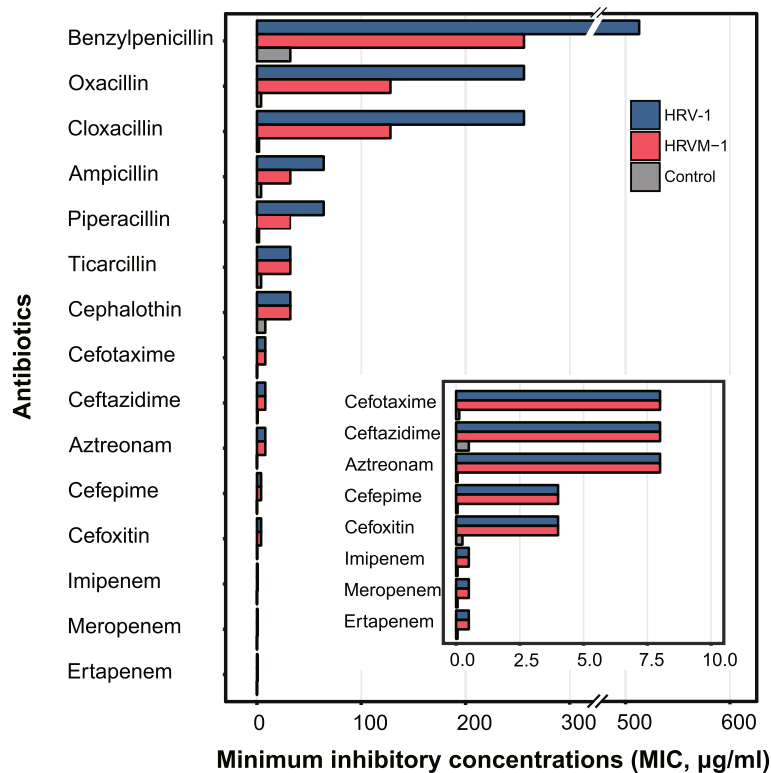 Antibiotics
Benzylpenicillin
Oxacillin
Cloxacillin
Ampicillin
Piperacillin
Ticarcillin
Cephalothin
Cefotaxime
Ceftazidime
Aztreonam
Cefepime
Cefoxitin
Imipenem
Meropenem
Ertapenem
HRV-1
HRVM−1
Control
Cefotaxime
Ceftazidime
Aztreonam
Cefepime
Cefoxitin
Imipenem
Meropenem
Ertapenem
0.0 2.5 5.0 7.5 10.0
0 100 200 300 500 600
Minimum inhibitory concentrations (MIC, μg/ml)